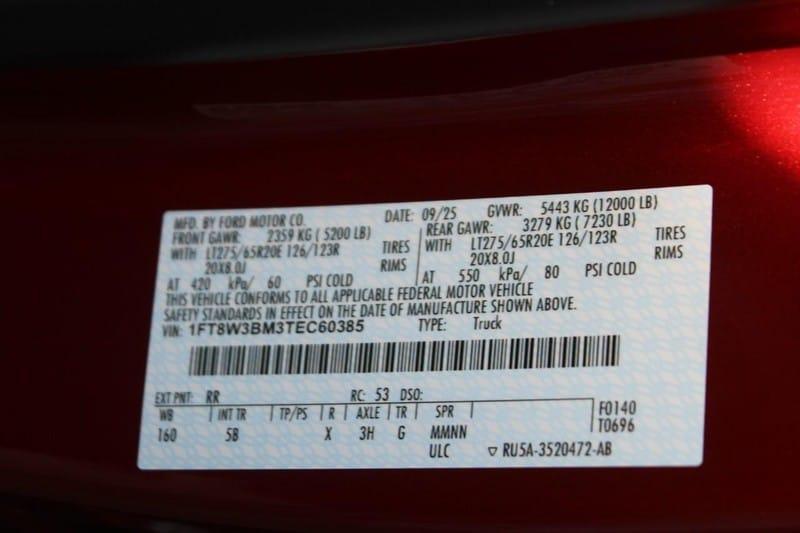 MFD. BY FORD MOTOR CO. DATE: 09/25 GVWR: 5443 KG (12000 LB)
FRONT GAWR: 2359 KG ( 5200 LB) REAR GAWR: 3279 KG ( 7230 LB)
WITH LT275/65R20E 126/123R TIRES WITH LT275/65R20E 126/123R TIRES
20X8.0J RIMS 20X8.0J RIMS
AT 420 kPa/ 60 PSI COLD AT 550 kPa/ 80 PSI COLD
THIS VEHICLE CONFORMS TO ALL APPLICABLE FEDERAL MOTOR VEHICLE
SAFETY STANDARDS IN EFFECT ON THE DATE OF MANUFACTURE SHOWN ABOVE.
VIN: 1FT8W3BM3TEC60385 TYPE: Truck
EXT PNT: RR RC: 53 DSO:
WB INT TR TP/PS R AXLE TR SPR F0140
160 5B X 3H G MMNN T0696
ULC RU5A-3520472-AB